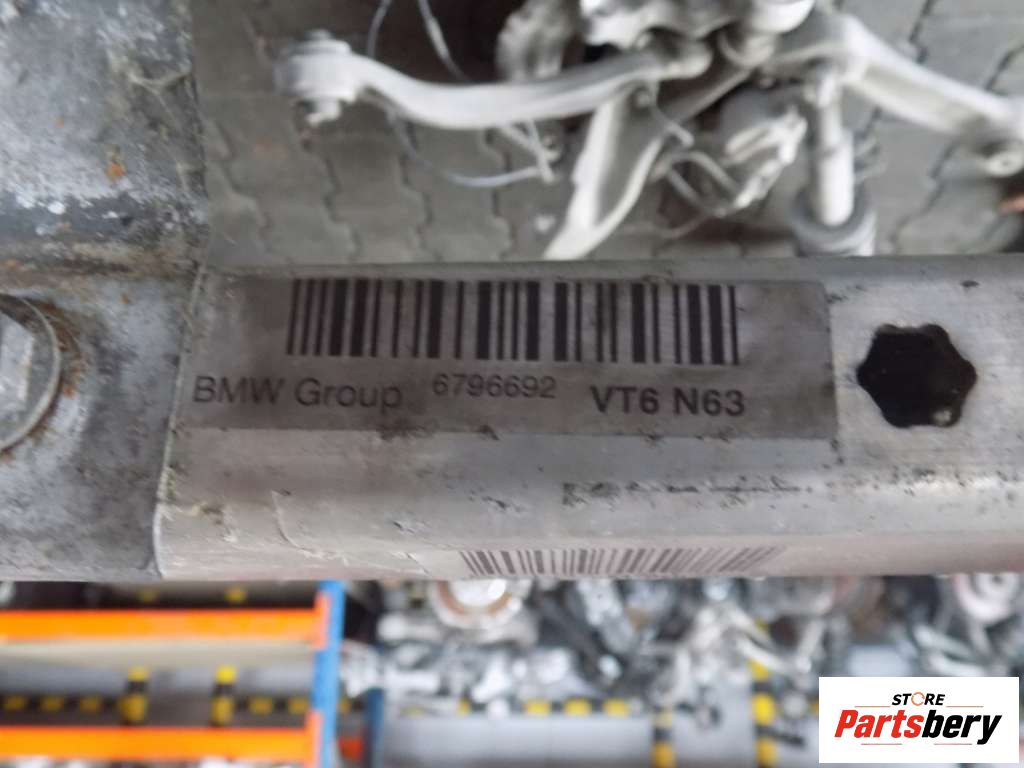 BMW Group 6796692 VT6 N63
STORE
Partsbery